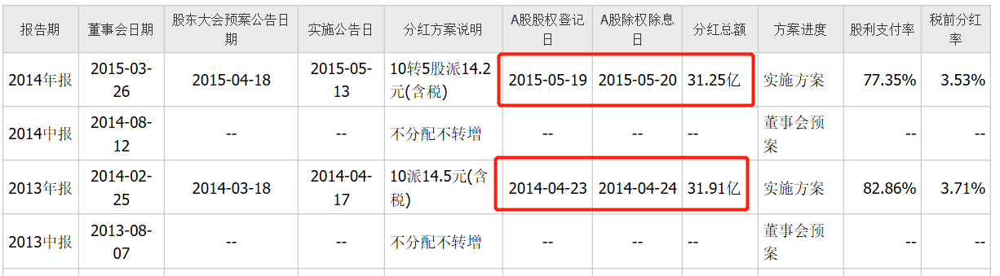 报告期 董事会日期 股东大会预案公告日期 实施公告日 分红方案说明 A股股权登记日 A股除权除息日 分红总额 方案进度 股利支付率 税前分红率
2014年报 2015-03-26 2015-04-18 2015-05-13 10转5股派14.2元(含税) 2015-05-19 2015-05-20 31.25亿 实施方案 77.35% 3.53%
2014中报 2014-08-12 -- -- 不分配不转增 -- -- -- 董事会预案 -- --
2013年报 2014-02-25 2014-03-18 2014-04-17 10派14.5元(含税) 2014-04-23 2014-04-24 31.91亿 实施方案 82.86% 3.71%
2013中报 2013-08-07 -- -- 不分配不转增 -- -- -- 董事会预案 -- --